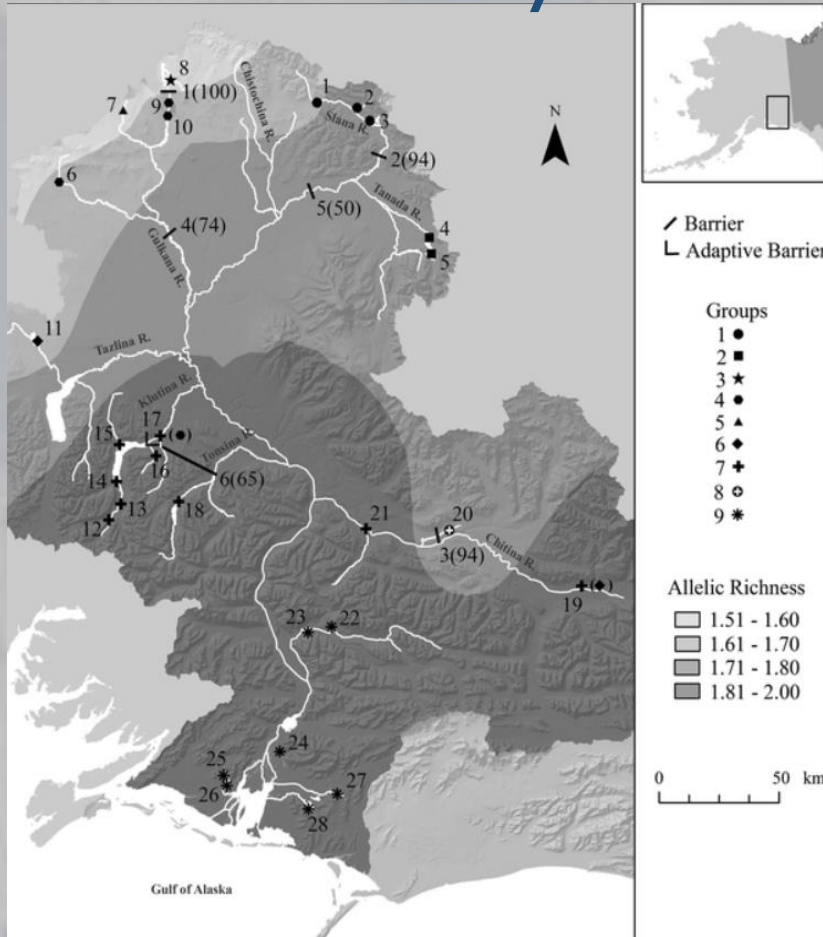 8
1(100)
7
9
10
Chistochina R.
1
2
Slana R.
3
N
2(94)
6
5(50)
Tanada R.
4(74)
Gulkana R.
4
5
11
Tazlina R.
Klutina R.
17
15
Tonsina R.
16
6(65)
14
13
12
18
21
20
3(94)
Chitina R.
19
23
22
24
25
26
27
28
Gulf of Alaska
Barrier
Adaptive Barrier
Groups
1
2
3
4
5
6
7
8
9
Allelic Richness
1.51 - 1.60
1.61 - 1.70
1.71 - 1.80
1.81 - 2.00
0 50 km